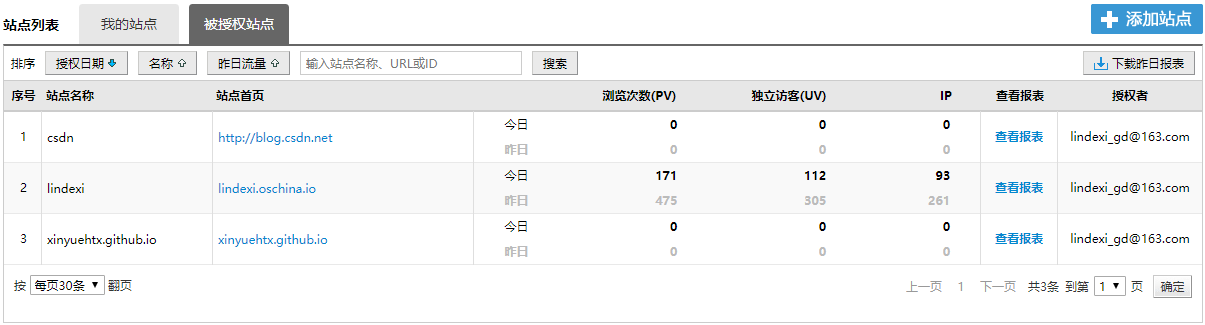 站点列表 我的站点 被授权站点 添加站点
排序 授权日期 名称 昨日流量 输入站点名称、URL或ID 搜索 下载昨日报表
序号 站点名称 站点首页 浏览次数(PV) 独立访客(UV) IP 查看报表 授权者
1 csdn http://blog.csdn.net 今日 0 0 0 查看报表 lindexi_gd@163.com
昨日 0 0 0
2 lindexi lindexi.oschina.io 今日 171 112 93 查看报表 lindexi_gd@163.com
昨日 475 305 261
3 xinyuehtx.github.io xinyuehtx.github.io 今日 0 0 0 查看报表 lindexi_gd@163.com
昨日 0 0 0
按 每页30条 翻页 上一页 1 下一页 共3条 到第 1 页 确定